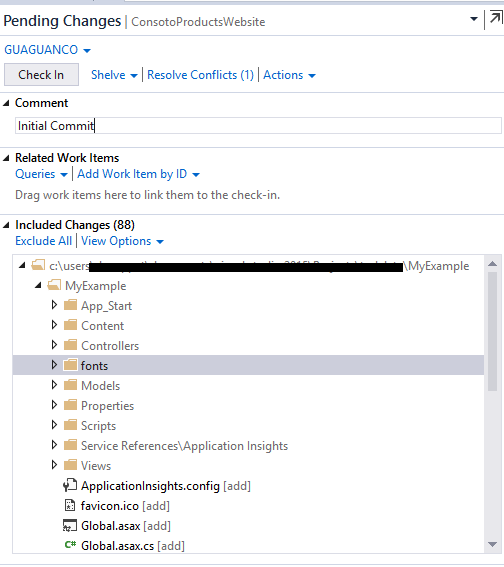 Pending Changes | ConsotoProductsWebsite
GUAGUANCO
Check In Shelve | Resolve Conflicts (1) | Actions
Comment
Initial Commit
Related Work Items
Queries | Add Work Item by ID
Drag work items here to link them to the check-in.
Included Changes (88)
Exclude All | View Options
c:\users\ \MyExample
MyExample
App_Start
Content
Controllers
fonts
Models
Properties
Scripts
Service References\Application Insights
Views
ApplicationInsights.config [add]
favicon.ico [add]
Global.asax [add]
C# Global.asax.cs [add]